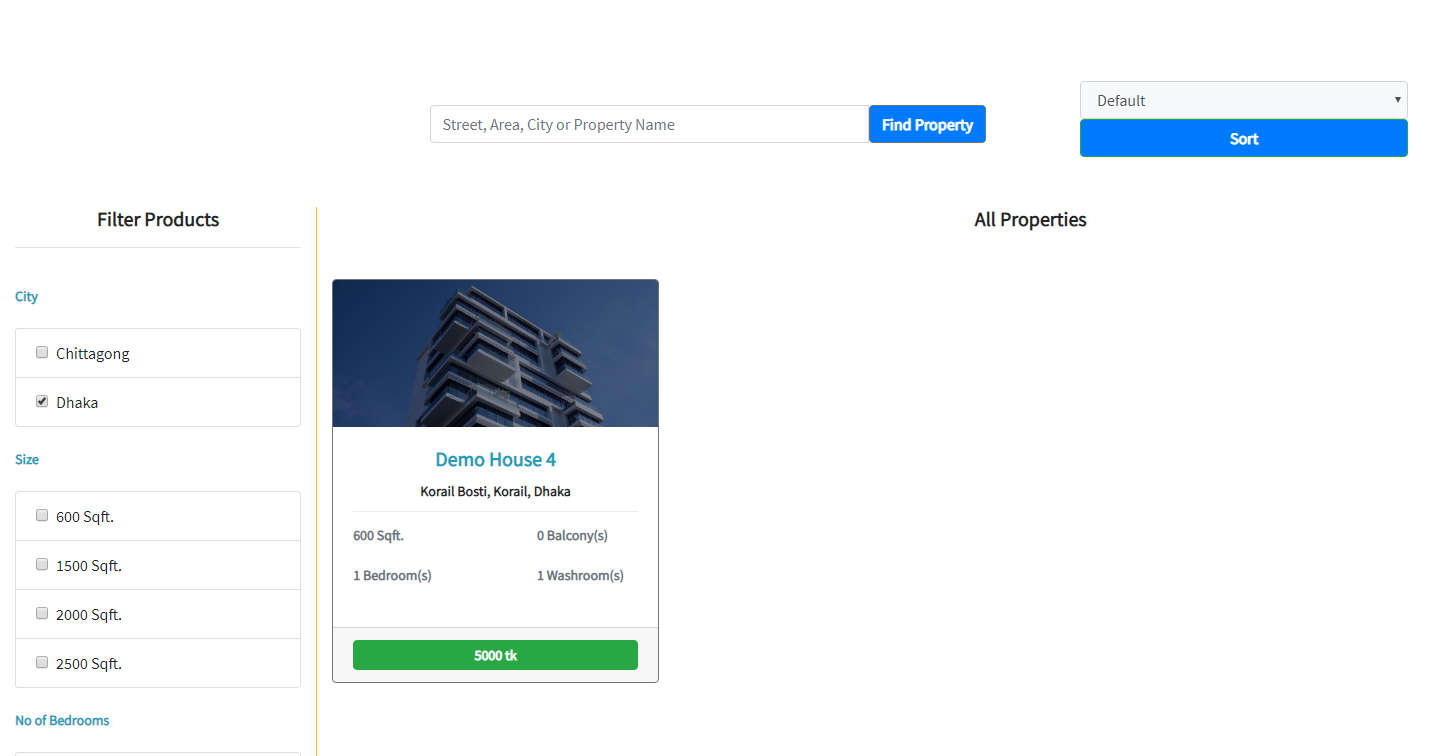 Default
Street, Area, City or Property Name
Find Property
Sort
Filter Products
All Properties
City
Chittagong
Dhaka
Size
600 Sqft.
1500 Sqft.
2000 Sqft.
2500 Sqft.
No of Bedrooms
Demo House 4
Korail Bosti, Korail, Dhaka
600 Sqft.
0 Balcony(s)
1 Bedroom(s)
1 Washroom(s)
5000 tk